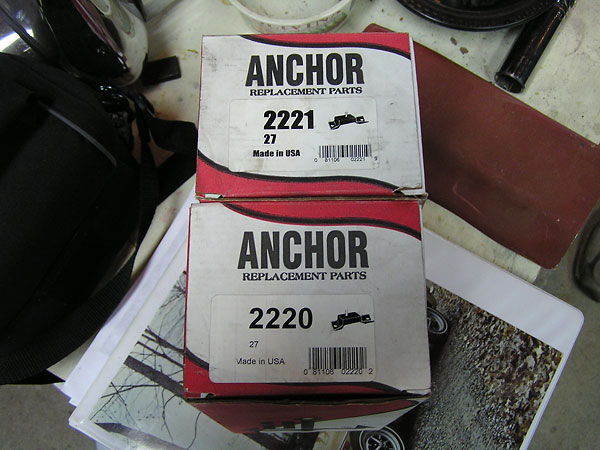 ANCHOR
REPLACEMENT PARTS
2221
27
Made in USA
0 81106 02221 9
ANCHOR
REPLACEMENT PARTS
2220
27
Made in USA
0 81106 02220 2